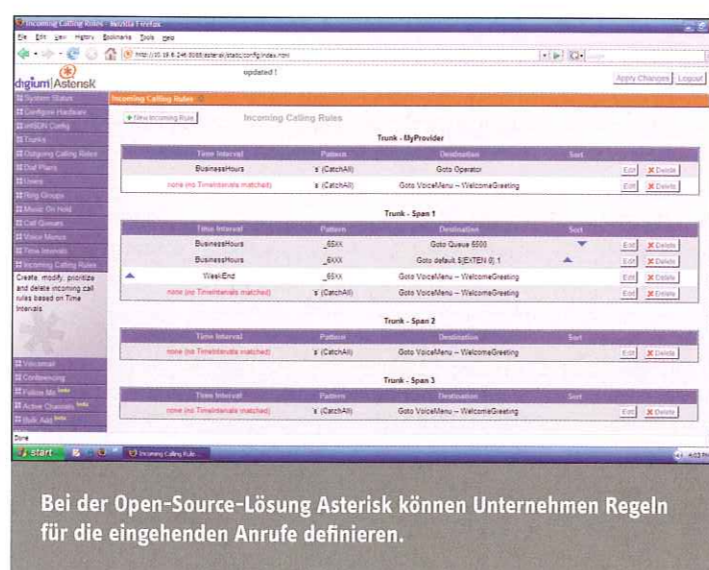 Incoming Calling Rules - Mozilla Firefox
File Edit View History Bookmarks Tools Help
updated !
digium|Asterisk
Apply Changes Logout
System Status
Incoming Calling Rules
Configure Hardware
mISDN Config
New Incoming Rule
Incoming Calling Rules
Trunks
Outgoing Calling Rules
Dial Plans
Users
Ring Groups
Music On Hold
Call Queues
Voice Menus
Time Intervals
Incoming Calling Rules
Create, modify, prioritize
and delete incoming call
rules based on Time
Intervals.
Voicemail
Conferencing
Follow Me beta
Active Channels beta
Bulk Add beta
Trunk - MyProvider
Time Interval Pattern Destination Sort
BusinessHours 's' (CatchAll) Goto Operator Edit Delete
none (no TimeIntervals matched) 's' (CatchAll) Goto VoiceMenu -- WelcomeGreeting Edit Delete
Trunk - Span 1
Time Interval Pattern Destination Sort
BusinessHours _65XX Goto Queue 6500 Edit Delete
BusinessHours _6XXX Goto default ${EXTEN:0}, 1 Edit Delete
WeekEnd _65XX Goto VoiceMenu -- WelcomeGreeting Edit Delete
none (no TimeIntervals matched) 's' (CatchAll) Goto VoiceMenu -- WelcomeGreeting Edit Delete
Trunk - Span 2
Time Interval Pattern Destination Sort
none (no TimeIntervals matched) 's' (CatchAll) Goto VoiceMenu -- WelcomeGreeting Edit Delete
Trunk - Span 3
Time Interval Pattern Destination Sort
none (no TimeIntervals matched) 's' (CatchAll) Goto VoiceMenu -- WelcomeGreeting Edit Delete
Done
start
Incoming Calling Rule...
4:03 PM
Bei der Open-Source-Lösung Asterisk können Unternehmen Regeln
für die eingehenden Anrufe definieren.